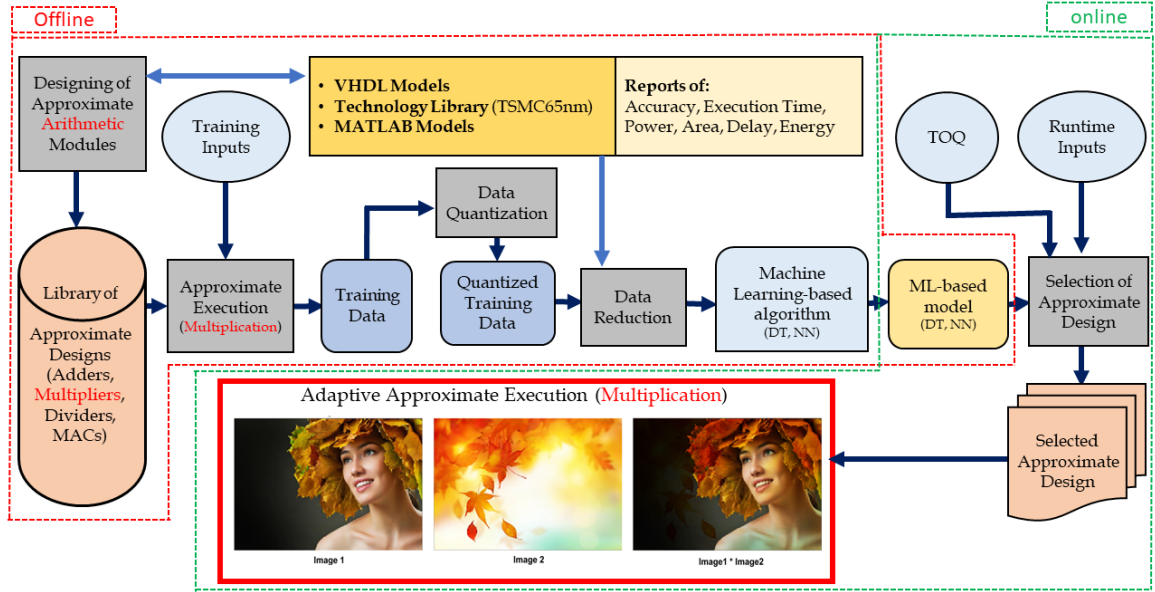 Offline
online
Designing of
Approximate
Arithmetic
Modules
Training
Inputs
• VHDL Models
• Technology Library (TSMC65nm)
• MATLAB Models
Reports of:
Accuracy, Execution Time,
Power, Area, Delay, Energy
TOQ
Runtime
Inputs
Data
Quantization
Library of
Approximate
Designs
(Adders,
Multipliers,
Dividers,
MACs)
Approximate
Execution
(Multiplication)
Training
Data
Quantized
Training
Data
Data
Reduction
Machine
Learning-based
algorithm
(DT, NN)
ML-based
model
(DT, NN)
Selection of
Approximate
Design
Selected
Approximate
Design
Adaptive Approximate Execution (Multiplication)
Image 1
Image 2
Image1 * Image2